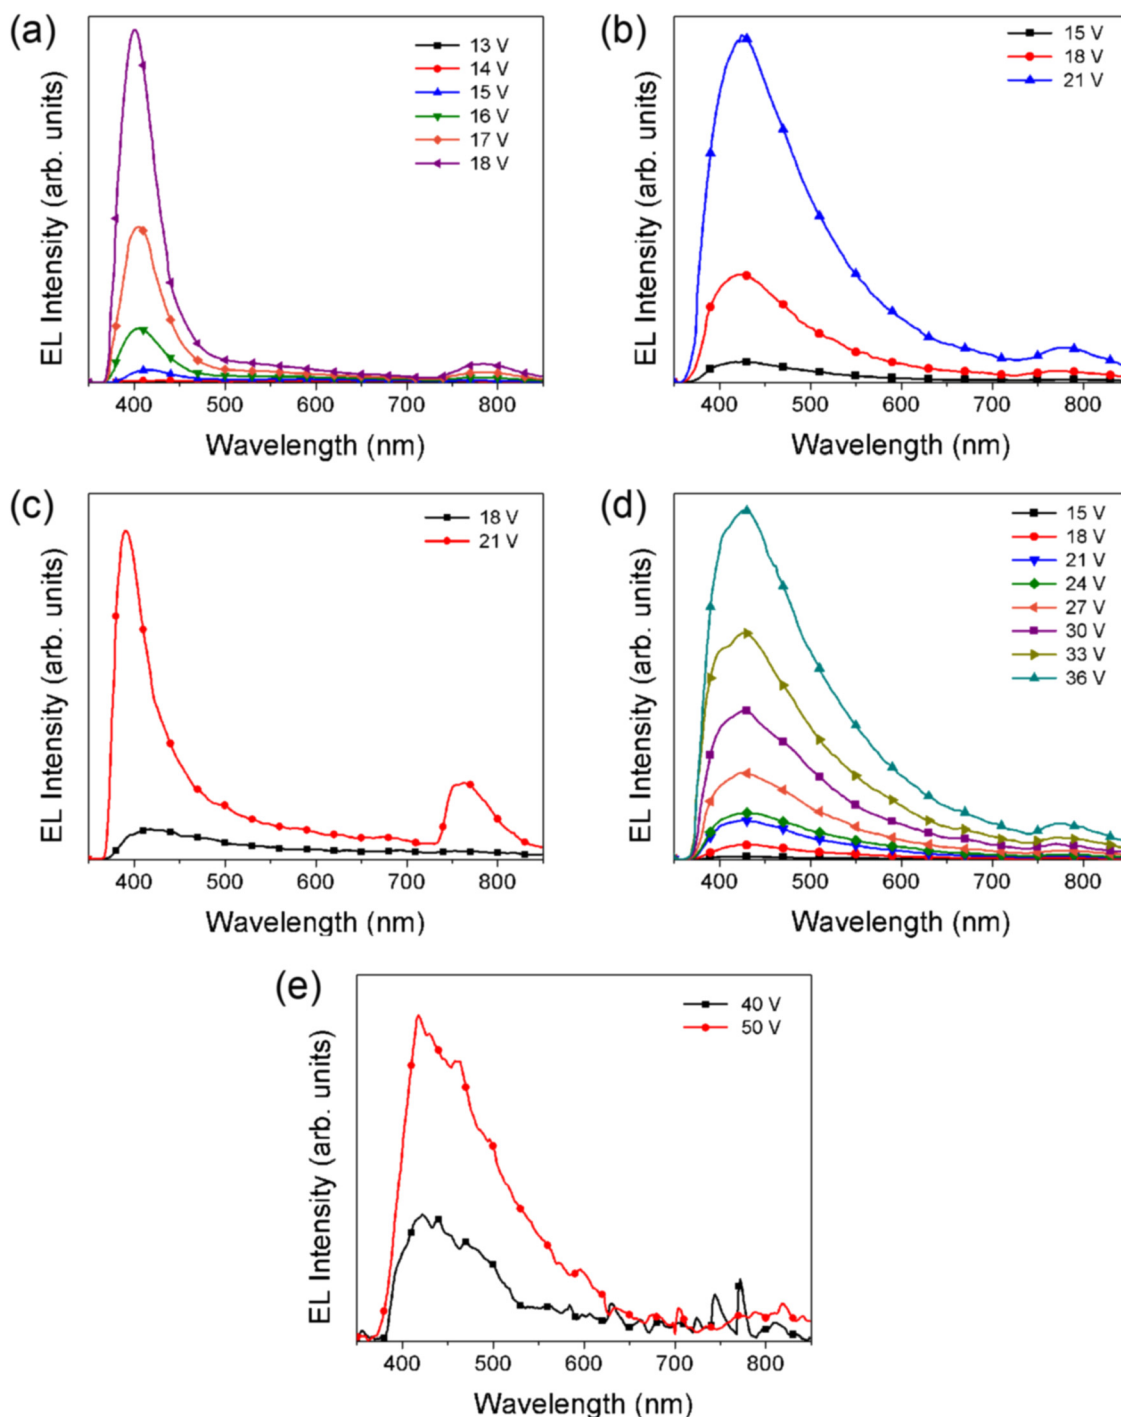 (a)
13 V
14 V
15 V
16 V
17 V
18 V
EL Intensity (arb. units)
400 500 600 700 800
Wavelength (nm)
(b)
15 V
18 V
21 V
EL Intensity (arb. units)
400 500 600 700 800
Wavelength (nm)
(c)
18 V
21 V
EL Intensity (arb. units)
400 500 600 700 800
Wavelength (nm)
(d)
15 V
18 V
21 V
24 V
27 V
30 V
33 V
36 V
EL Intensity (arb. units)
400 500 600 700 800
Wavelength (nm)
(e)
40 V
50 V
EL Intensity (arb. units)
400 500 600 700 800
Wavelength (nm)